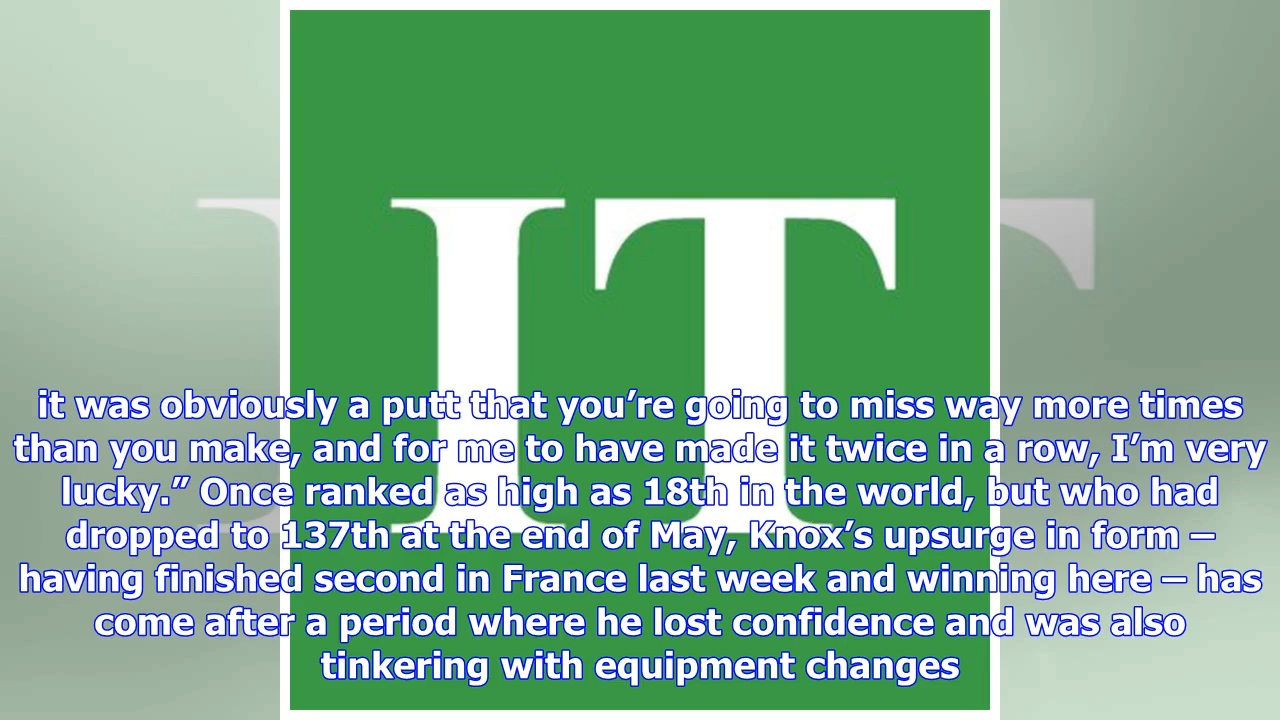 IT
it was obviously a putt that you’re going to miss way more times
than you make, and for me to have made it twice in a row, I’m very
lucky.” Once ranked as high as 18th in the world, but who had
dropped to 137th at the end of May, Knox’s upsurge in form –
having finished second in France last week and winning here – has
come after a period where he lost confidence and was also
tinkering with equipment changes